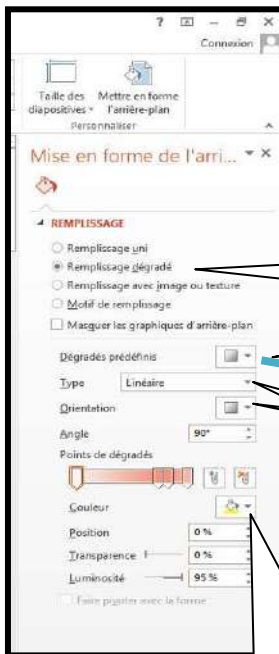 ?
Connexion
Taille des Mettre en forme
diapositives l'arrière-plan
Personnaliser
Mise en forme de l'arri...
REMPLISSAGE
Remplissage uni
Remplissage dégradé
Remplissage avec image ou texture
Motif de remplissage
Masquer les graphiques d'arrière-plan
Dégradés prédéfinis
Type Linéaire
Orientation
Angle 90°
Points de dégradés
Couleur
Position 0 %
Transparence 0 %
Luminosité 95 %
Faire pivoter avec la forme